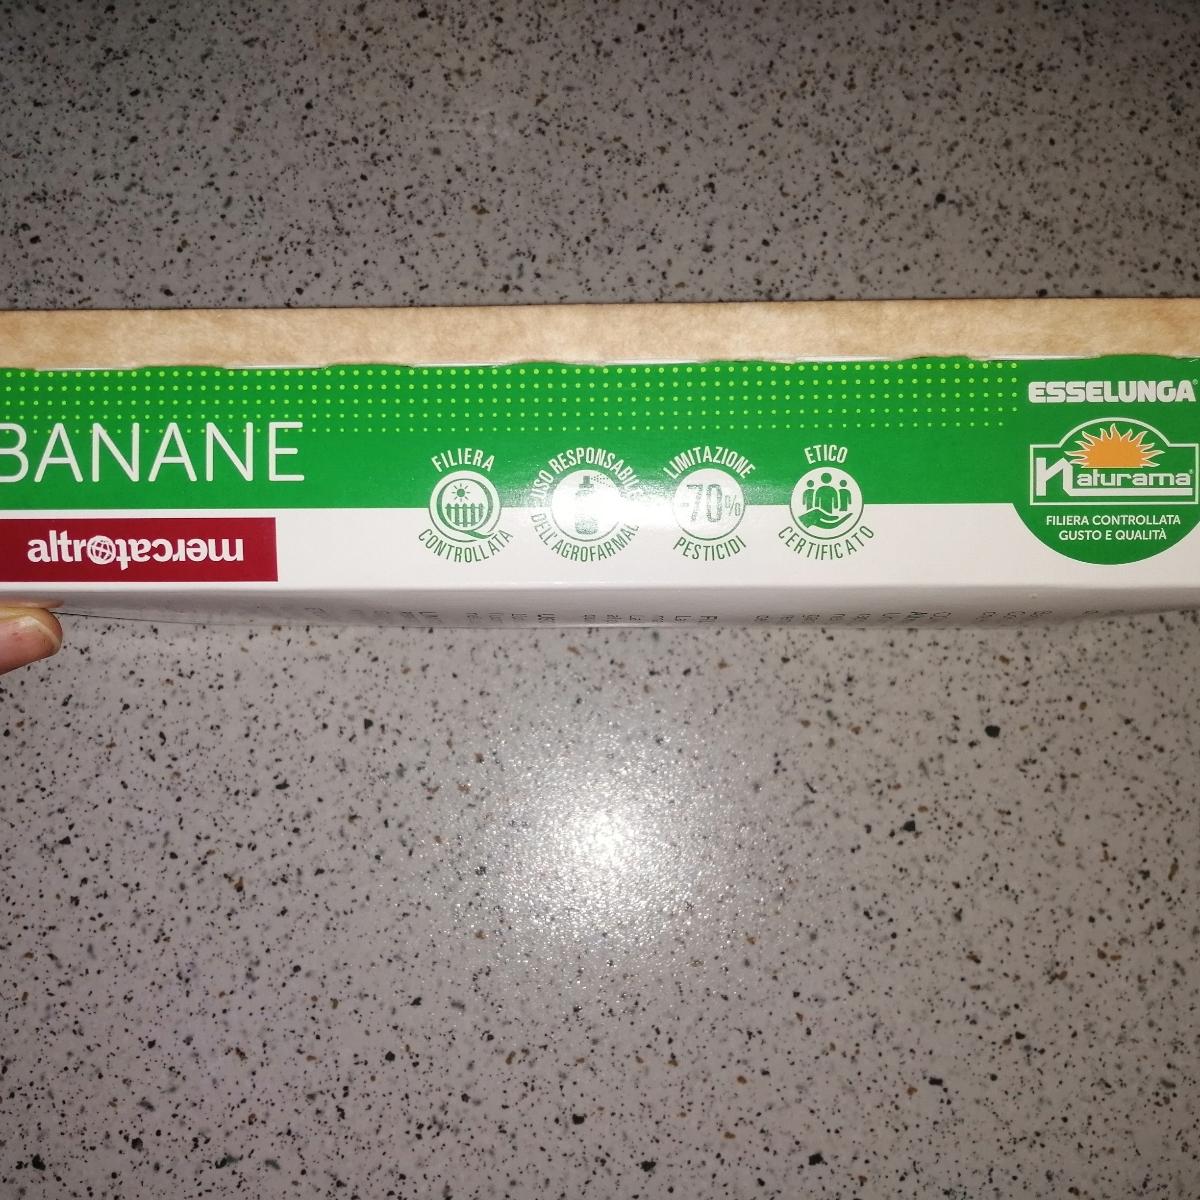 ESSELUNGA®
BANANE
Naturama®
FILIERA CONTROLLATA
GUSTO E QUALITÀ
FILIERA
CONTROLLATA
USO RESPONSABILE
DELL'AGROFARMACO
LIMITAZIONE
-70%
PESTICIDI
ETICO
CERTIFICATO
altromercato